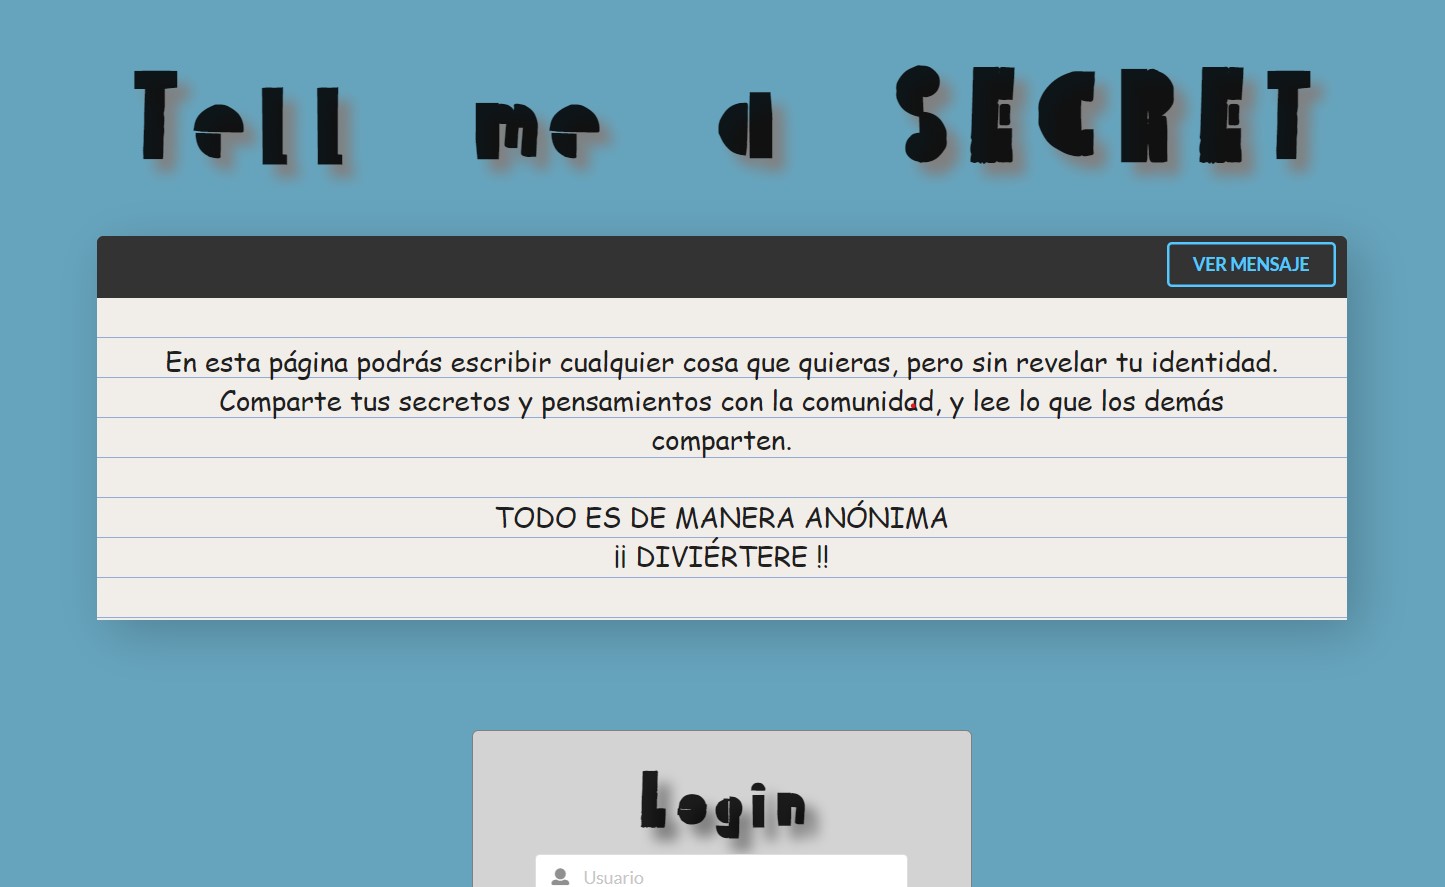 Tell me a SECRET
VER MENSAJE
En esta página podrás escribir cualquier cosa que quieras, pero sin revelar tu identidad.
Comparte tus secretos y pensamientos con la comunidad, y lee lo que los demás
comparten.
TODO ES DE MANERA ANÓNIMA
¡¡ DIVIÉRTERE !!
Login
Usuario